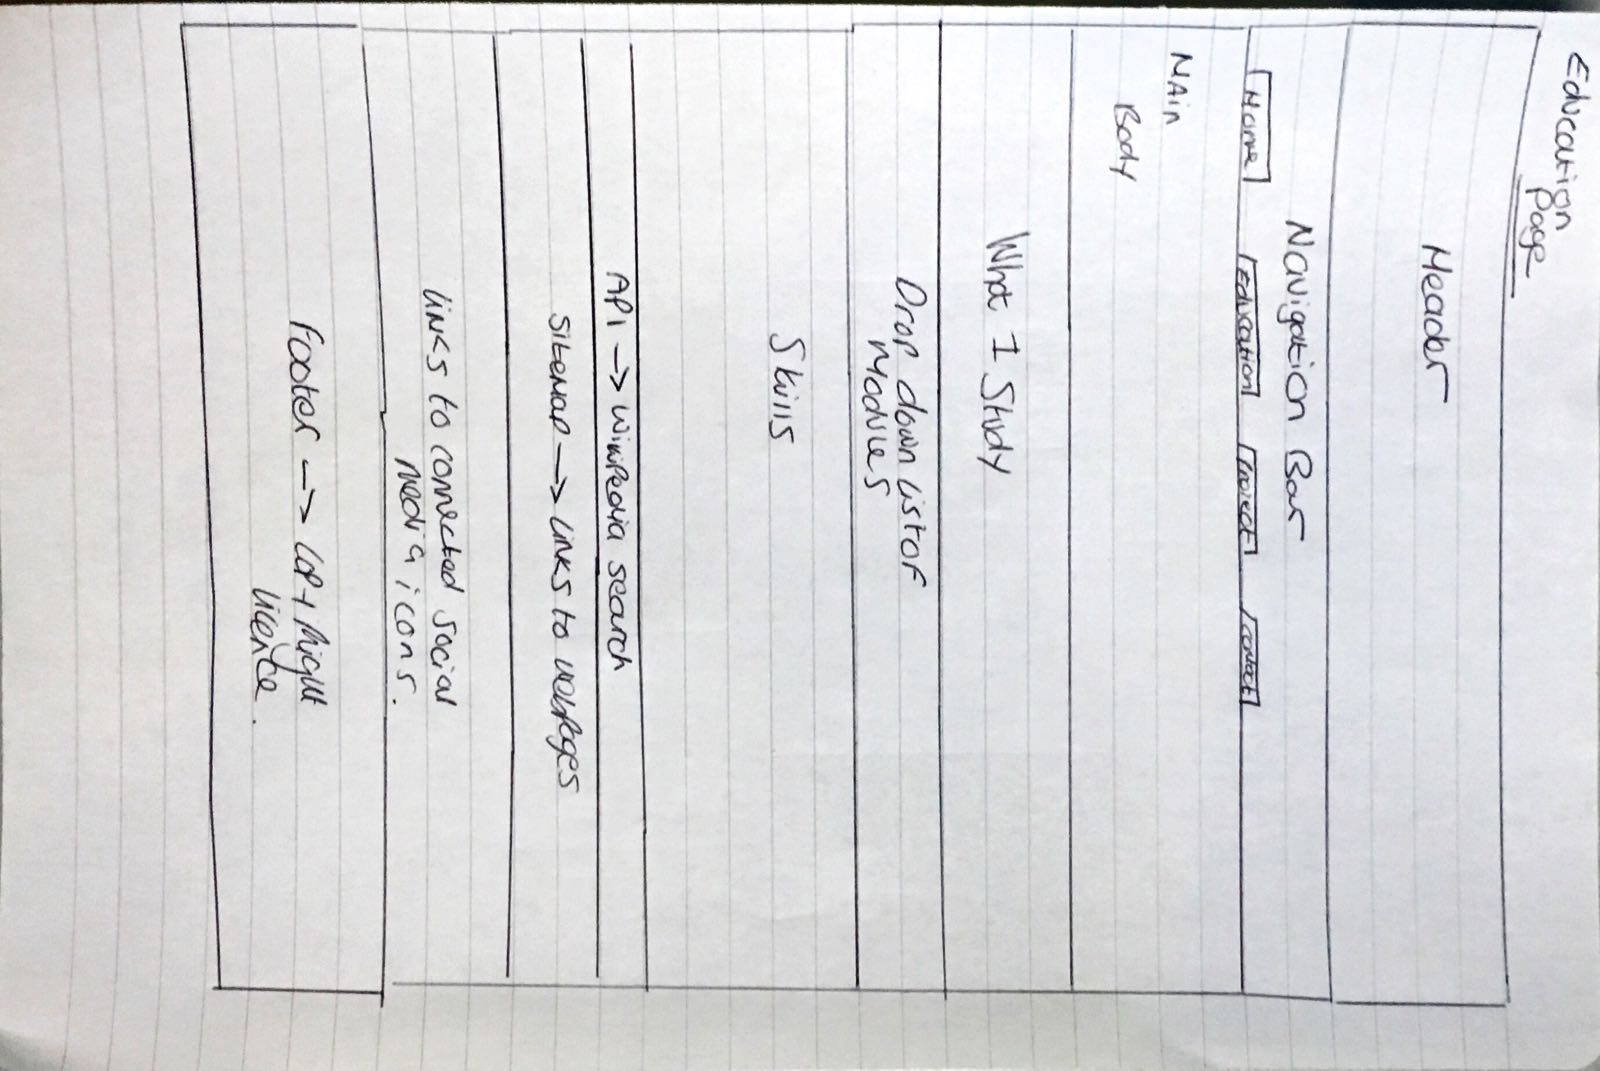 Education
Page
Header
Navigation Bar
Home
Education
Project
Contact
Main
Body
What I Study
Drop down list of
Modules
Skills
API -> Wikipedia search
Sitemap -> Links to webpages
Links to connected social
media icons.
Footer -> Copyright
licence.